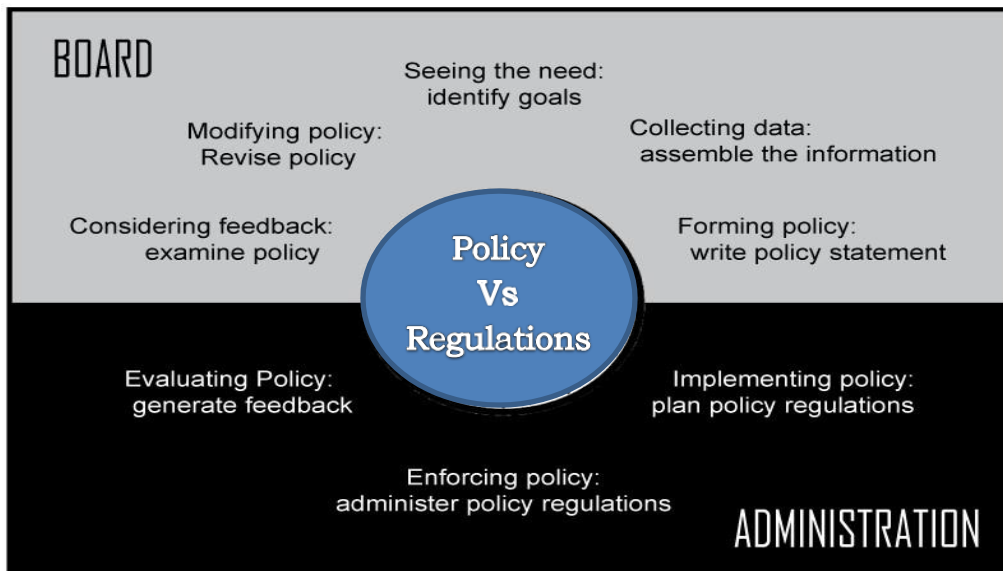 BOARD
Seeing the need:
identify goals
Modifying policy:
Revise policy
Collecting data:
assemble the information
Considering feedback:
examine policy
Forming policy:
write policy statement
Policy
Vs
Regulations
Evaluating Policy:
generate feedback
Implementing policy:
plan policy regulations
Enforcing policy:
administer policy regulations
ADMINISTRATION